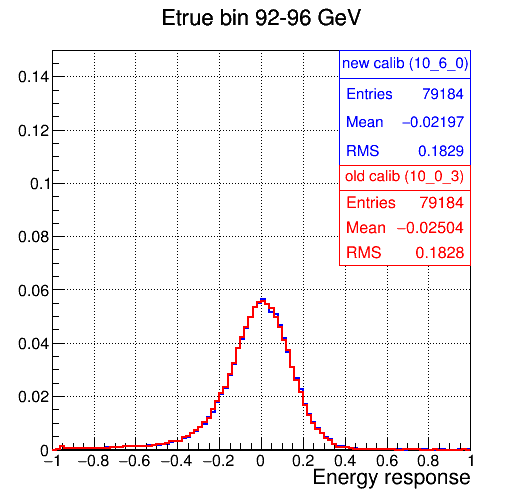 Etrue bin 92-96 GeV
new calib (10_6_0)
Entries 79184
Mean −0.02197
RMS 0.1829
old calib (10_0_3)
Entries 79184
Mean −0.02504
RMS 0.1828
0.14
0.12
0.1
0.08
0.06
0.04
0.02
0
−1 −0.8 −0.6 −0.4 −0.2 0 0.2 0.4 0.6 0.8 1
Energy response